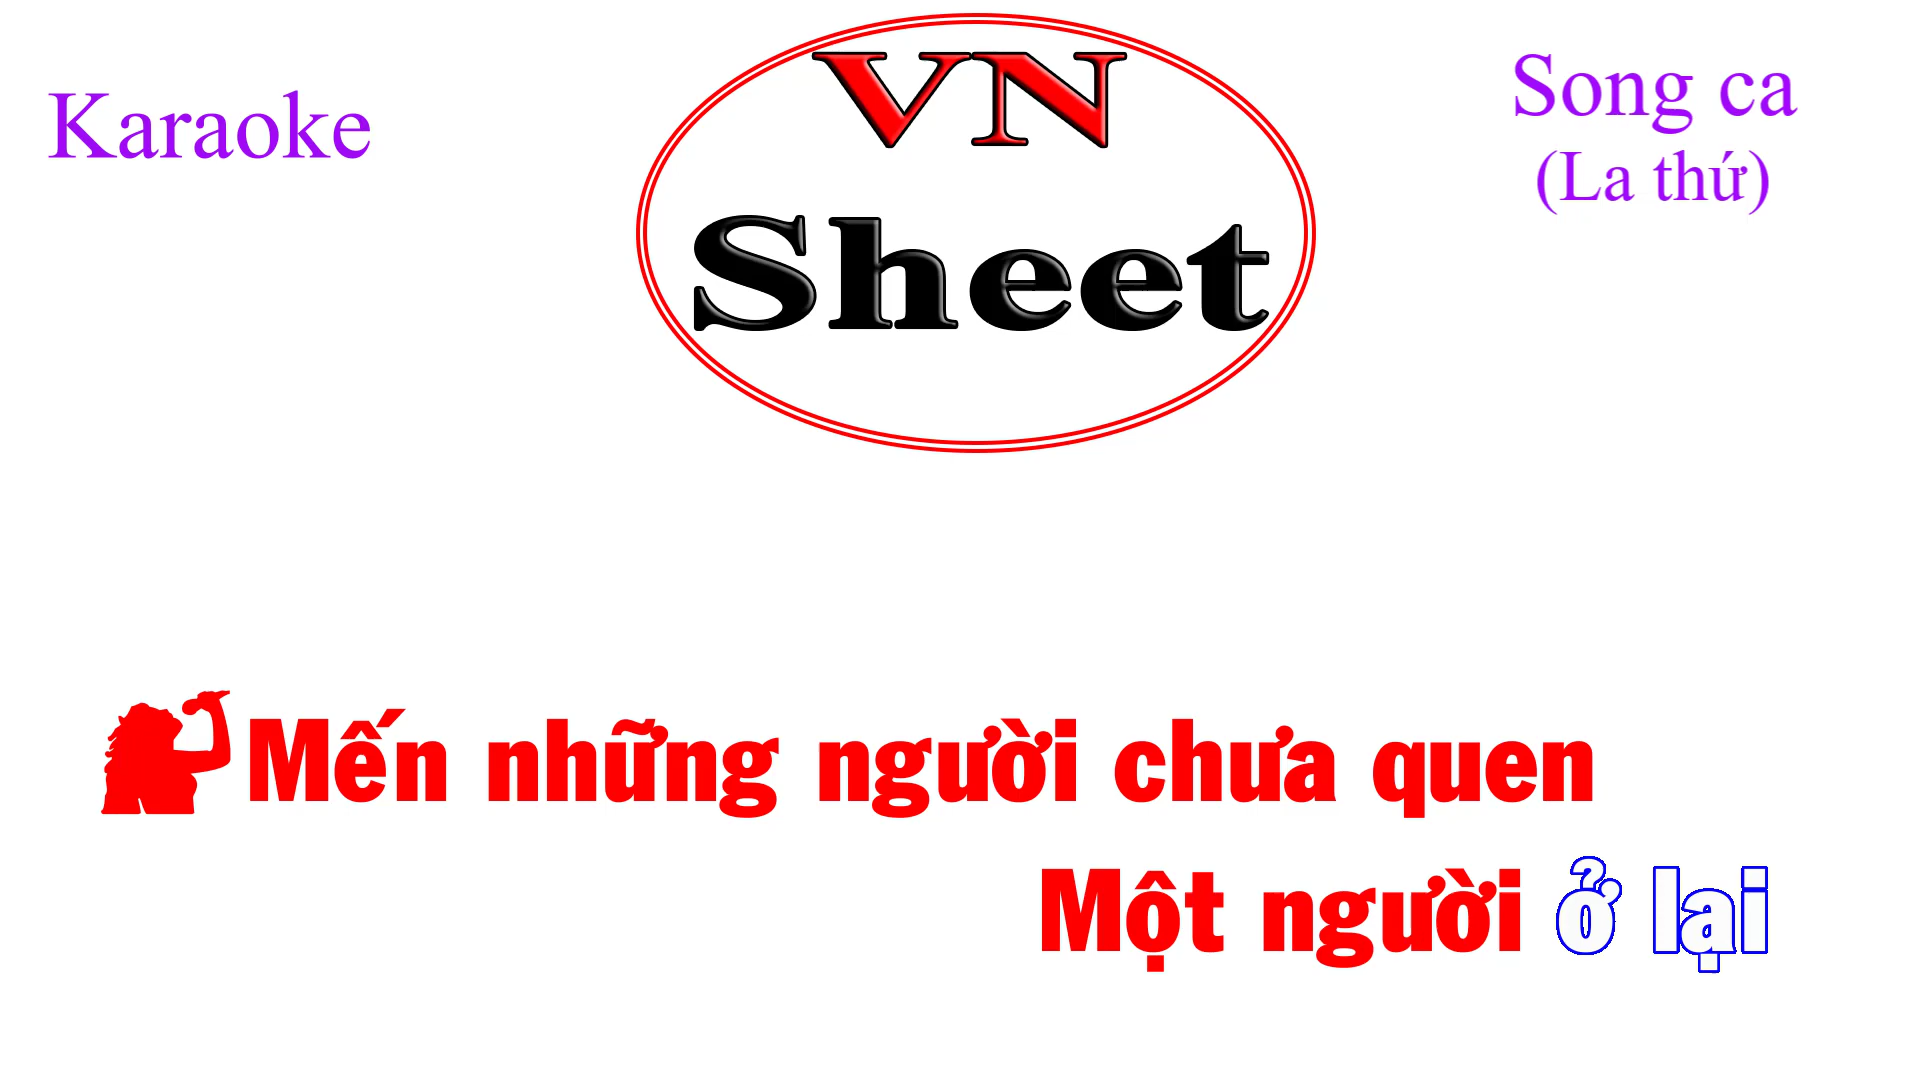 Karaoke
VN
Sheet
Song ca
(La thứ)
Mến những người chưa quen
Một người ở lại